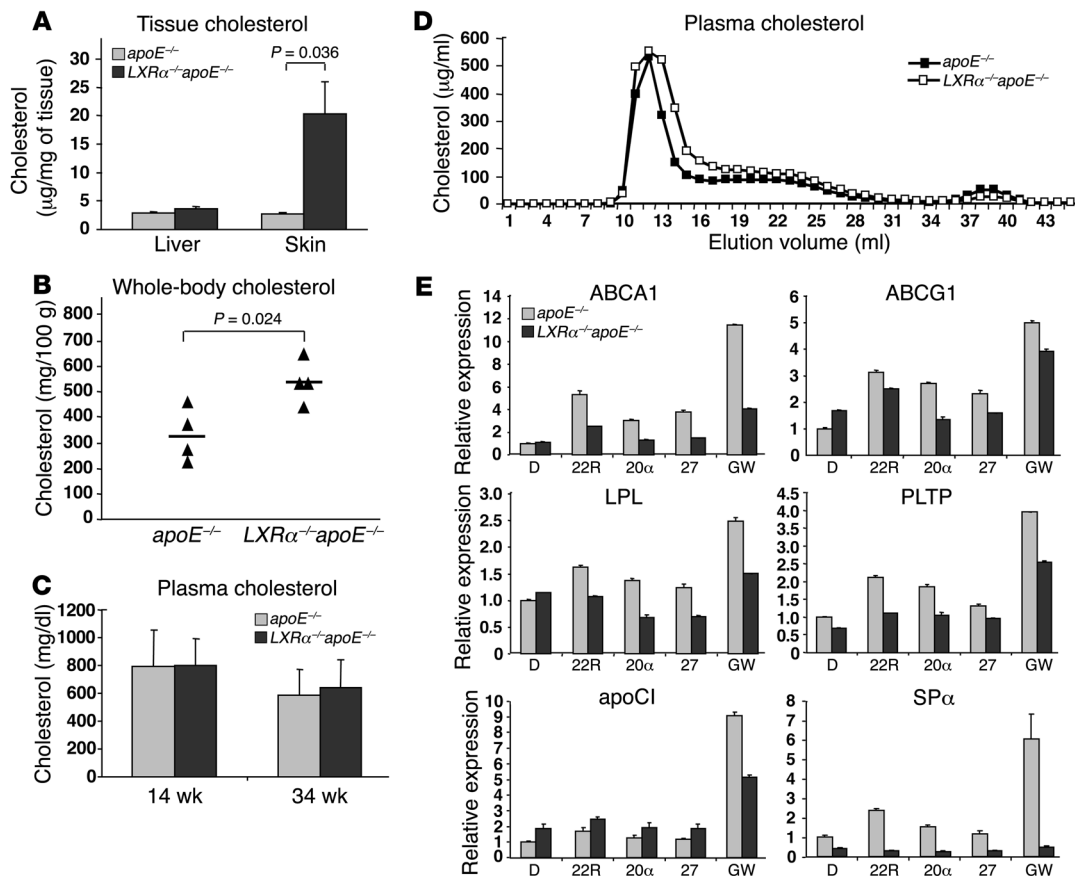 A
Tissue cholesterol
apoE–/–
LXRα–/–apoE–/–
P = 0.036
Cholesterol
(µg/mg of tissue)
30
25
20
15
10
5
0
Liver Skin
B
Whole-body cholesterol
P = 0.024
Cholesterol (mg/100 g)
800
700
600
500
400
300
200
100
0
apoE–/– LXRα–/–apoE–/–
C
Plasma cholesterol
apoE–/–
LXRα–/–apoE–/–
Cholesterol (mg/dl)
1200
1000
800
600
400
200
0
14 wk 34 wk
D
Plasma cholesterol
apoE–/–
LXRα–/–apoE–/–
Cholesterol (µg/ml)
600
500
400
300
200
100
0
1 4 7 10 13 16 19 22 25 28 31 34 37 40 43
Elution volume (ml)
E
ABCA1
apoE–/–
LXRα–/–apoE–/–
Relative expression
14
12
10
8
6
4
2
0
D 22R 20α 27 GW
ABCG1
6
5
4
3
2
1
0
D 22R 20α 27 GW
LPL
Relative expression
3.0
2.5
2.0
1.5
1.0
0.5
0.0
D 22R 20α 27 GW
PLTP
4.5
4.0
3.5
3.0
2.5
2.0
1.5
1.0
0.5
0
D 22R 20α 27 GW
apoCI
Relative expression
10
9
8
7
6
5
4
3
2
1
0
D 22R 20α 27 GW
SPα
8
7
6
5
4
3
2
1
0
D 22R 20α 27 GW